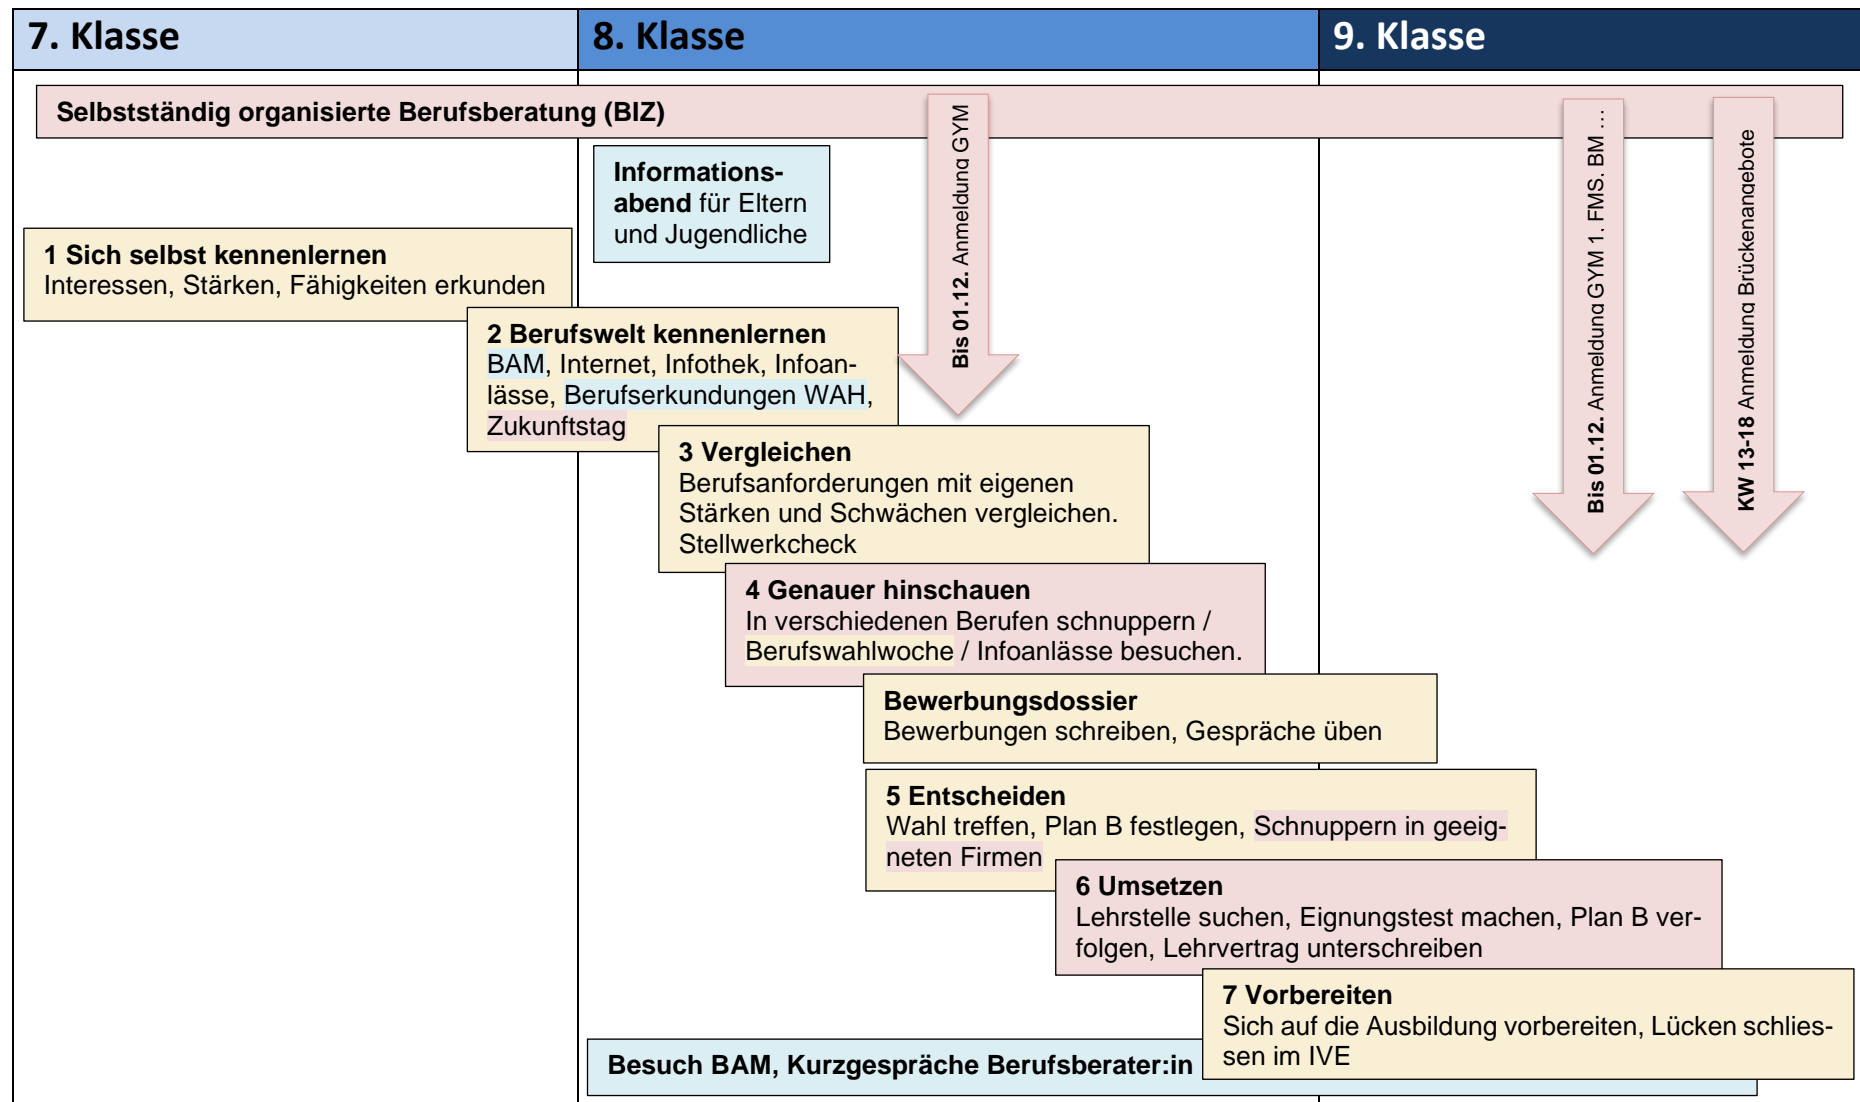 7. Klasse
8. Klasse
9. Klasse
Selbstständig organisierte Berufsberatung (BIZ)
Informations-
abend für Eltern
und Jugendliche
Bis 01.12. Anmeldung GYM
Bis 01.12. Anmeldung GYM 1. FMS. BM …
KW 13-18 Anmeldung Brückenangebote
1 Sich selbst kennenlernen
Interessen, Stärken, Fähigkeiten erkunden
2 Berufswelt kennenlernen
BAM, Internet, Infothek, Infoan-
lässe, Berufserkundungen WAH,
Zukunftstag
3 Vergleichen
Berufsanforderungen mit eigenen
Stärken und Schwächen vergleichen.
Stellwerkcheck
4 Genauer hinschauen
In verschiedenen Berufen schnuppern /
Berufswahlwoche / Infoanlässe besuchen.
Bewerbungsdossier
Bewerbungen schreiben, Gespräche üben
5 Entscheiden
Wahl treffen, Plan B festlegen, Schnuppern in geeig-
neten Firmen
6 Umsetzen
Lehrstelle suchen, Eignungstest machen, Plan B ver-
folgen, Lehrvertrag unterschreiben
7 Vorbereiten
Sich auf die Ausbildung vorbereiten, Lücken schlies-
sen im IVE
Besuch BAM, Kurzgespräche Berufsberater:in